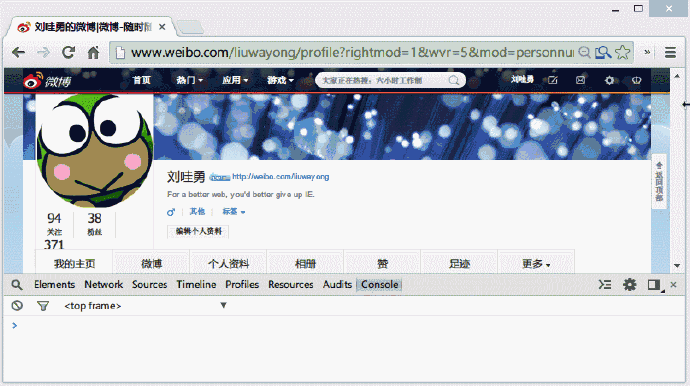 刘哇勇的微博|微博-随时随
www.weibo.com/liuwayong/profile?rightmod=1&wvr=5&mod=personnu
微博 首页 热门 应用 游戏 大家正在热搜：六小时工作制 刘哇勇
刘哇勇 http://weibo.com/liuwayong
For a better web, you'd better give up IE.
其他 标签
94 38
关注 粉丝
编辑个人资料
371
返回顶部
我的主页 微博 个人资料 相册 赞 足迹 更多
Elements Network Sources Timeline Profiles Resources Audits Console
<top frame>
>